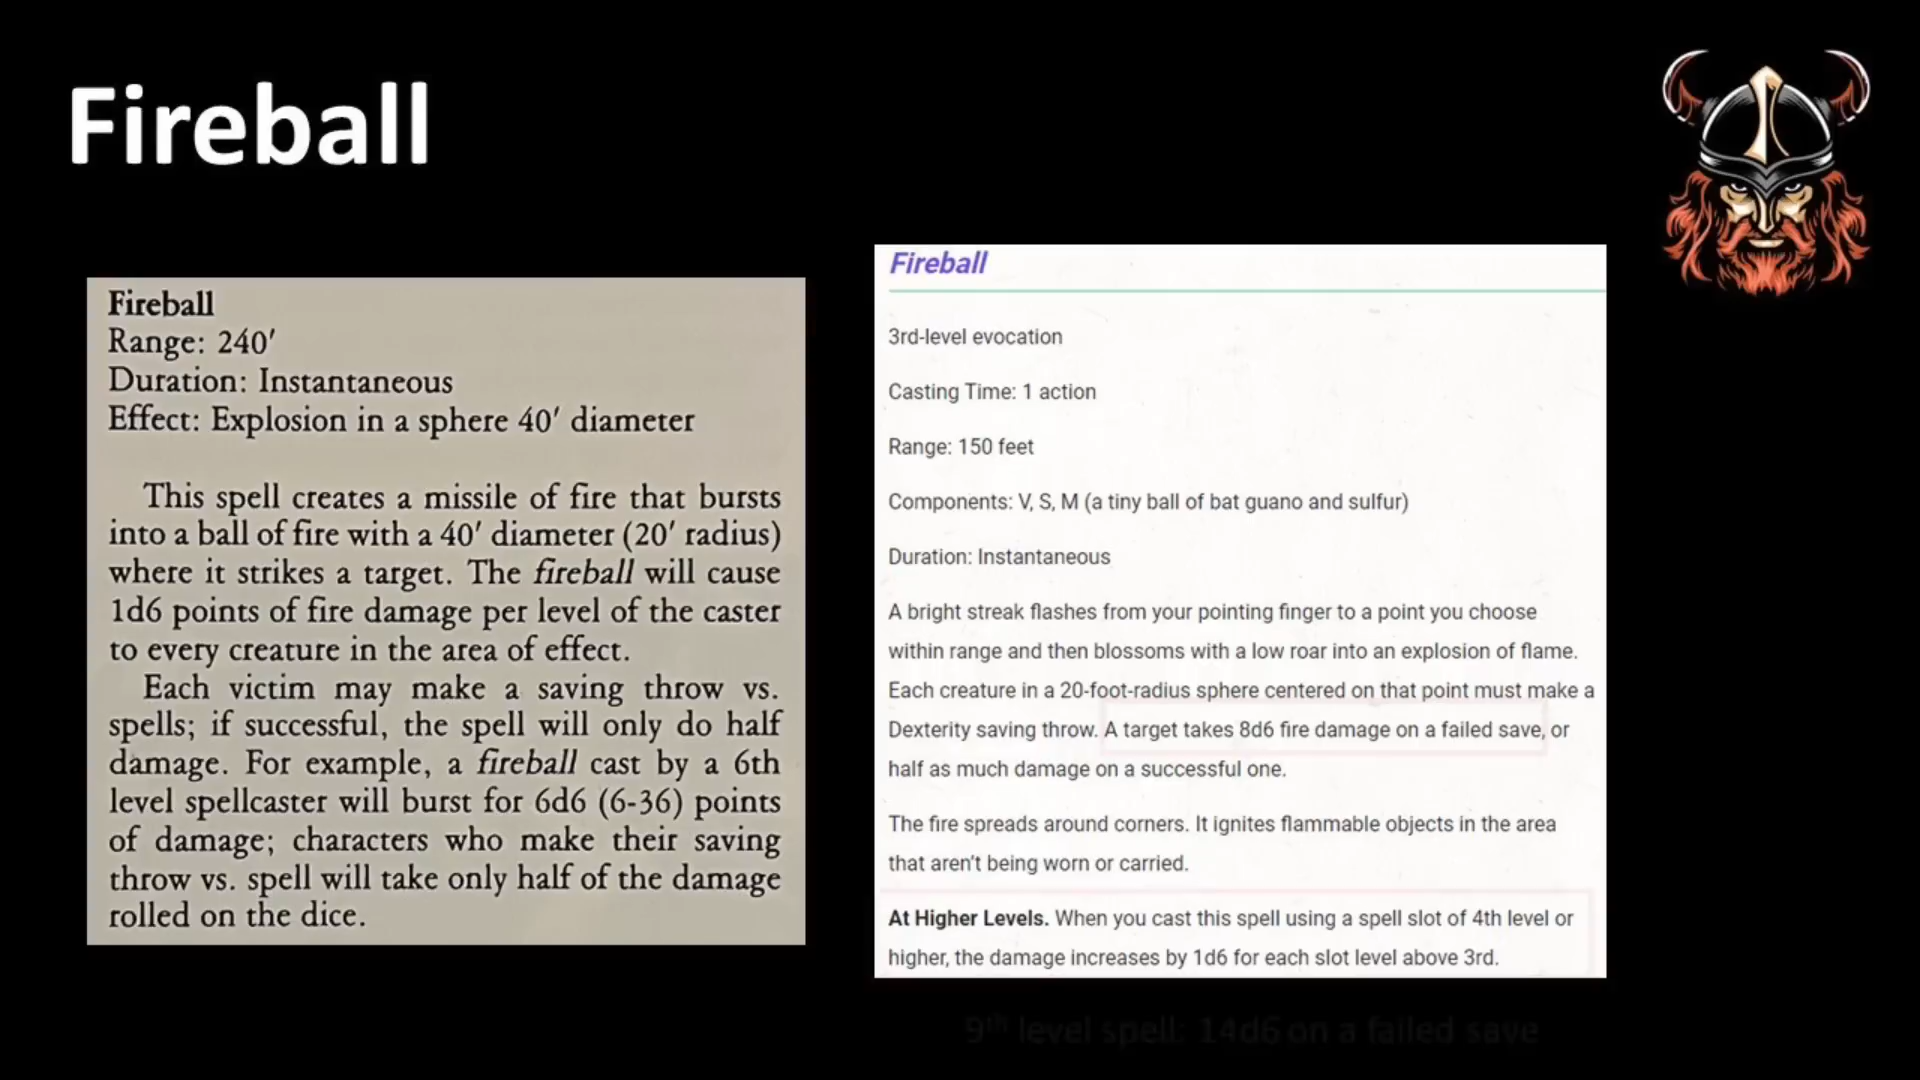 Fireball
Fireball
Range: 240'
Duration: Instantaneous
Effect: Explosion in a sphere 40' diameter
This spell creates a missile of fire that bursts
into a ball of fire with a 40' diameter (20' radius)
where it strikes a target. The fireball will cause
1d6 points of fire damage per level of the caster
to every creature in the area of effect.
Each victim may make a saving throw vs.
spells; if successful, the spell will only do half
damage. For example, a fireball cast by a 6th
level spellcaster will burst for 6d6 (6-36) points
of damage; characters who make their saving
throw vs. spell will take only half of the damage
rolled on the dice.
Fireball
3rd-level evocation
Casting Time: 1 action
Range: 150 feet
Components: V, S, M (a tiny ball of bat guano and sulfur)
Duration: Instantaneous
A bright streak flashes from your pointing finger to a point you choose
within range and then blossoms with a low roar into an explosion of flame.
Each creature in a 20-foot-radius sphere centered on that point must make a
Dexterity saving throw. A target takes 8d6 fire damage on a failed save, or
half as much damage on a successful one.
The fire spreads around corners. It ignites flammable objects in the area
that aren't being worn or carried.
At Higher Levels. When you cast this spell using a spell slot of 4th level or
higher, the damage increases by 1d6 for each slot level above 3rd.
9th level spell: 14d6 on a failed save